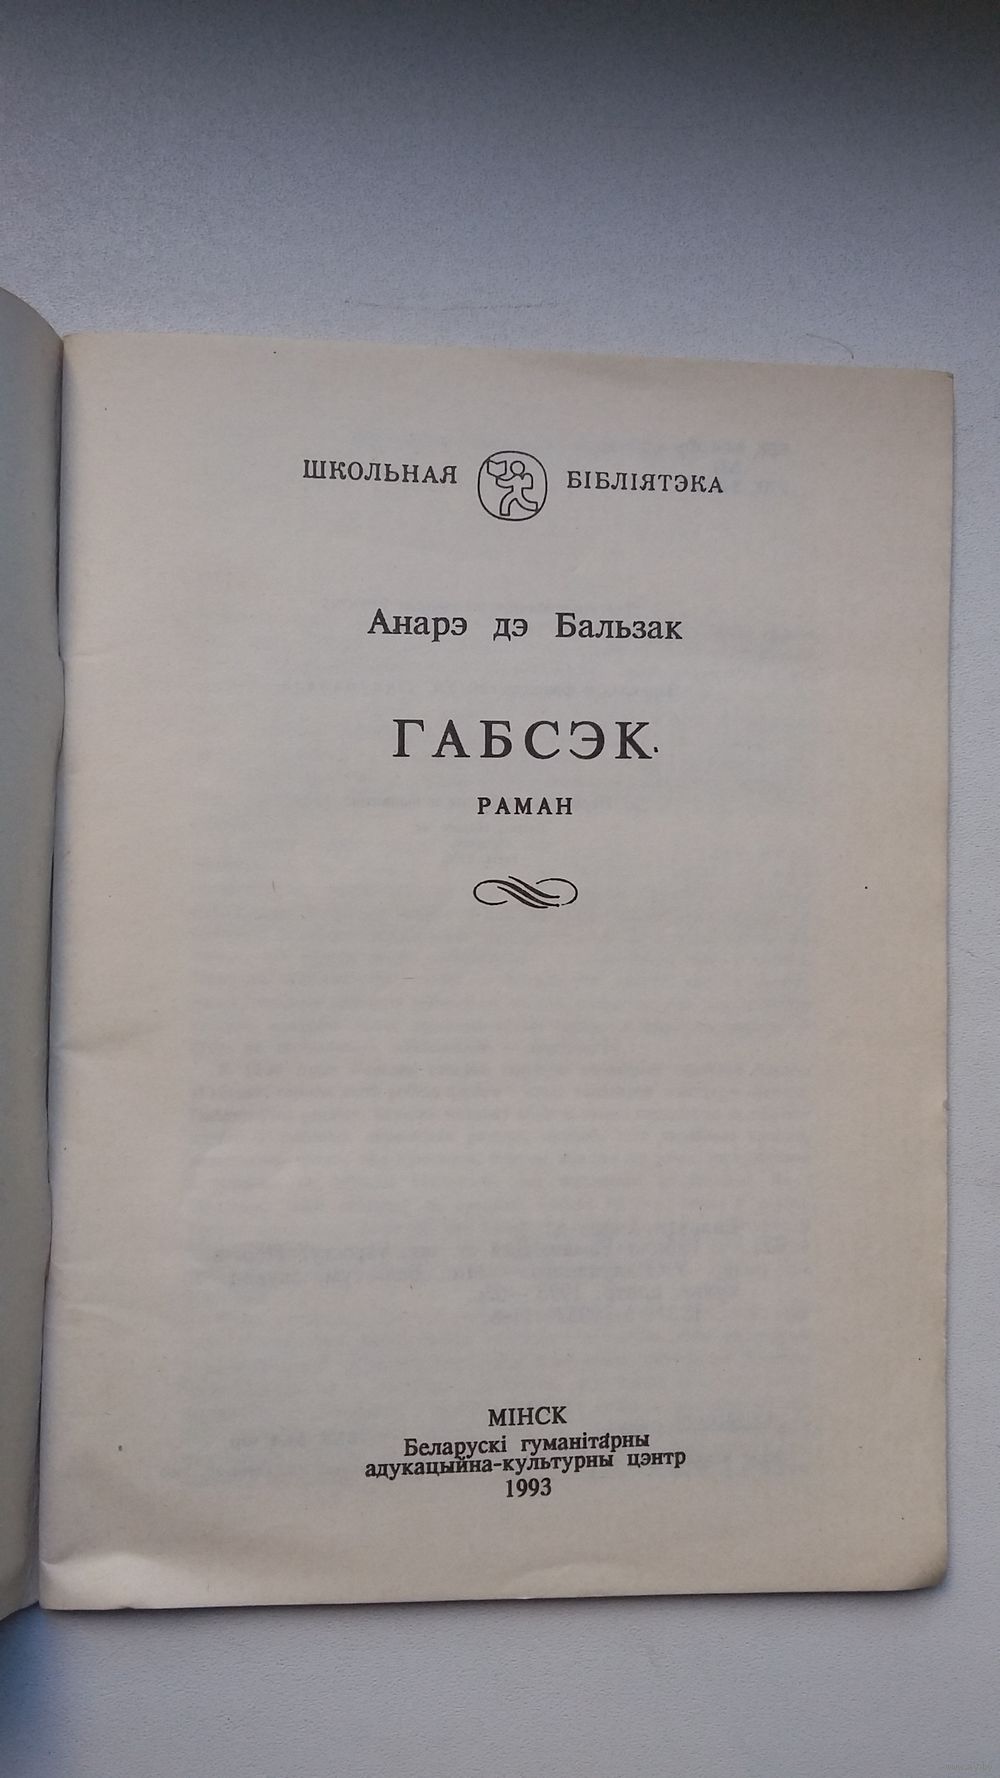 ШКОЛЬНАЯ БІБЛІЯТЭКА
Анарэ дэ Бальзак
ГАБСЭК
РАМАН
МІНСК
Беларускі гуманітарны
адукацыйна-культурны цэнтр
1993